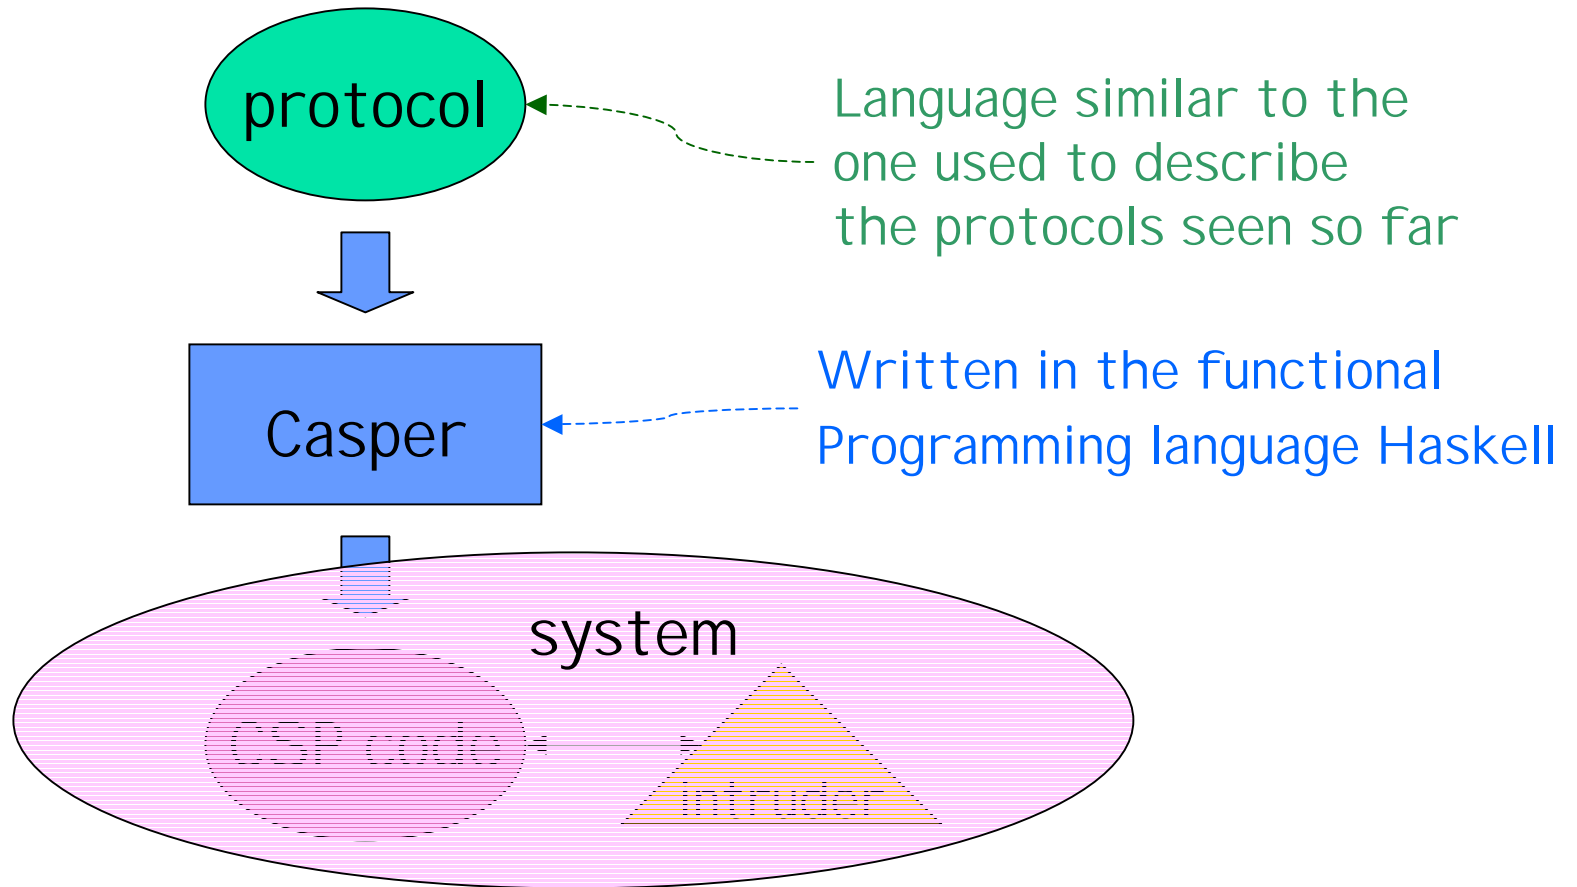 protocol
Language similar to the
one used to describe
the protocols seen so far
Casper
Written in the functional
Programming language Haskell
system
CSP code
intruder